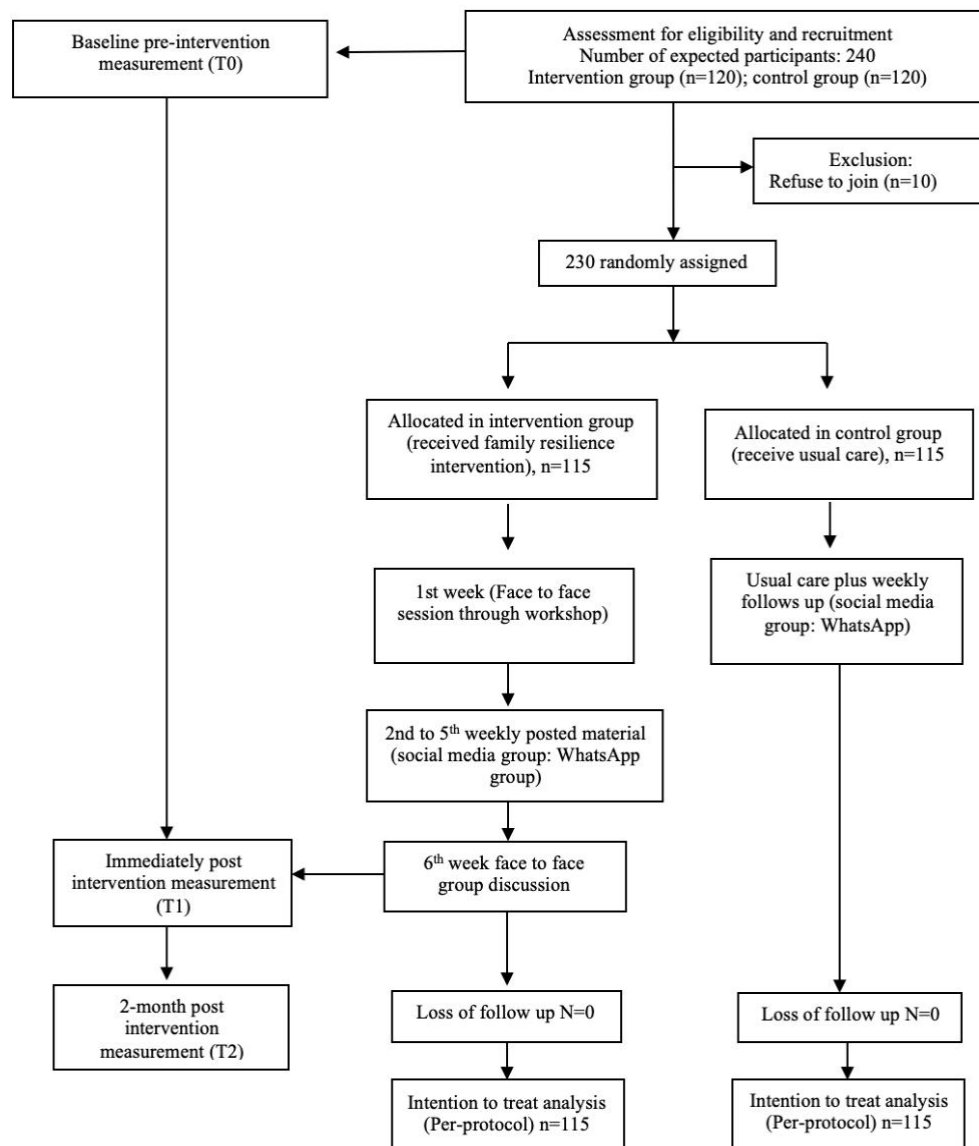 Baseline pre-intervention
measurement (T0)
Assessment for eligibility and recruitment
Number of expected participants: 240
Intervention group (n=120); control group (n=120)
Exclusion:
Refuse to join (n=10)
230 randomly assigned
Allocated in intervention group
(received family resilience
intervention), n=115
Allocated in control group
(receive usual care), n=115
1st week (Face to face
session through workshop)
Usual care plus weekly
follows up (social media
group: WhatsApp)
2nd to 5th weekly posted material
(social media group: WhatsApp
group)
Immediately post
intervention measurement
(T1)
6th week face to face
group discussion
2-month post
intervention
measurement (T2)
Loss of follow up N=0
Loss of follow up N=0
Intention to treat analysis
(Per-protocol) n=115
Intention to treat analysis
(Per-protocol) n=115